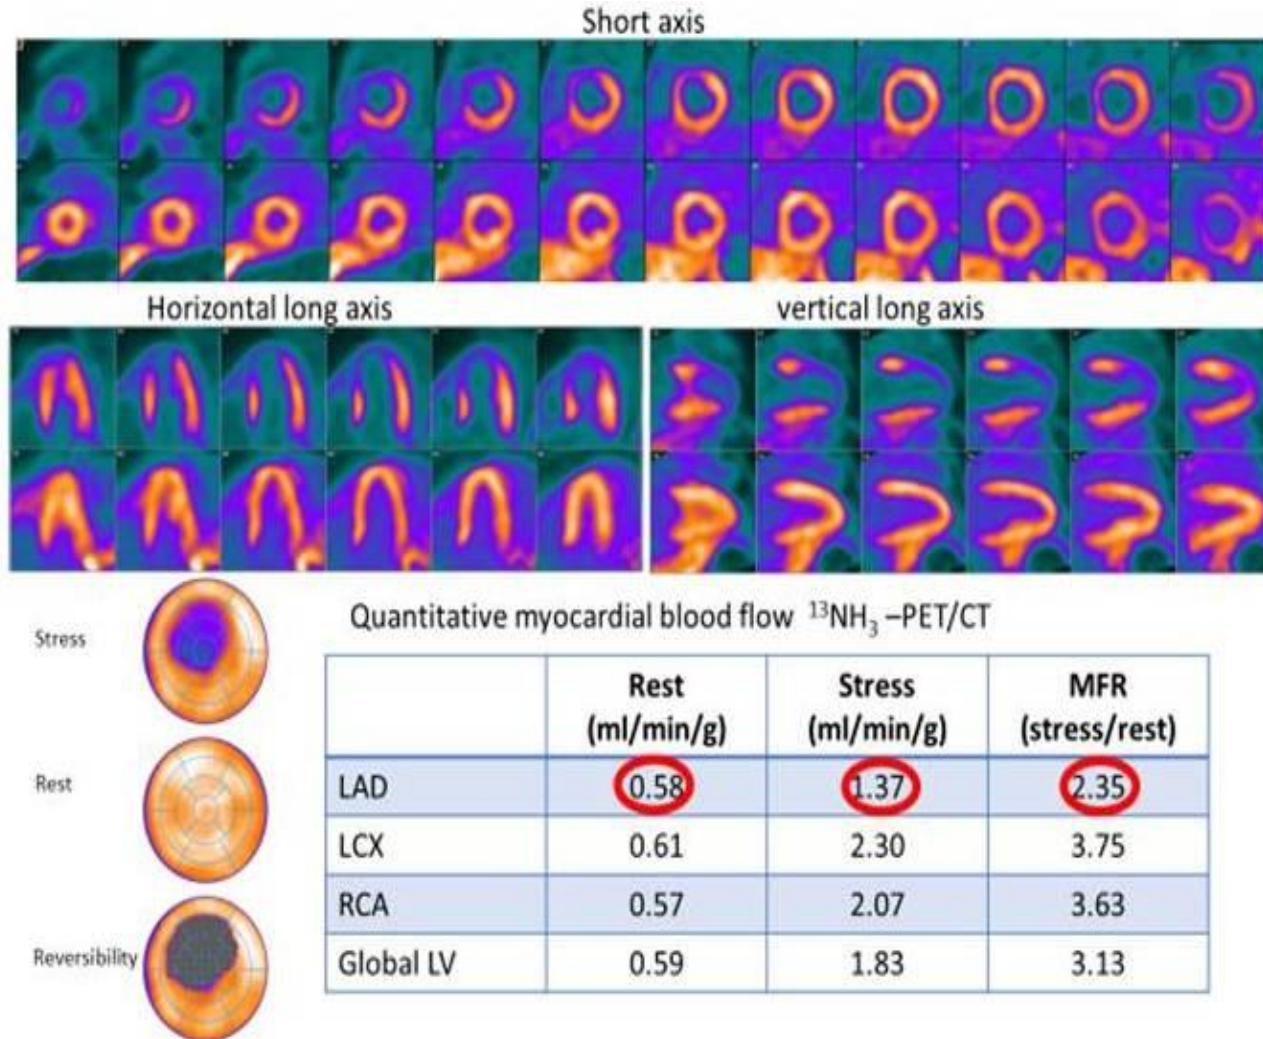 Short axis
Horizontal long axis
vertical long axis
Stress
Rest
Reversibility
Quantitative myocardial blood flow ¹³NH₃ –PET/CT
Rest (ml/min/g) Stress (ml/min/g) MFR (stress/rest)
LAD 0.58 1.37 2.35
LCX 0.61 2.30 3.75
RCA 0.57 2.07 3.63
Global LV 0.59 1.83 3.13